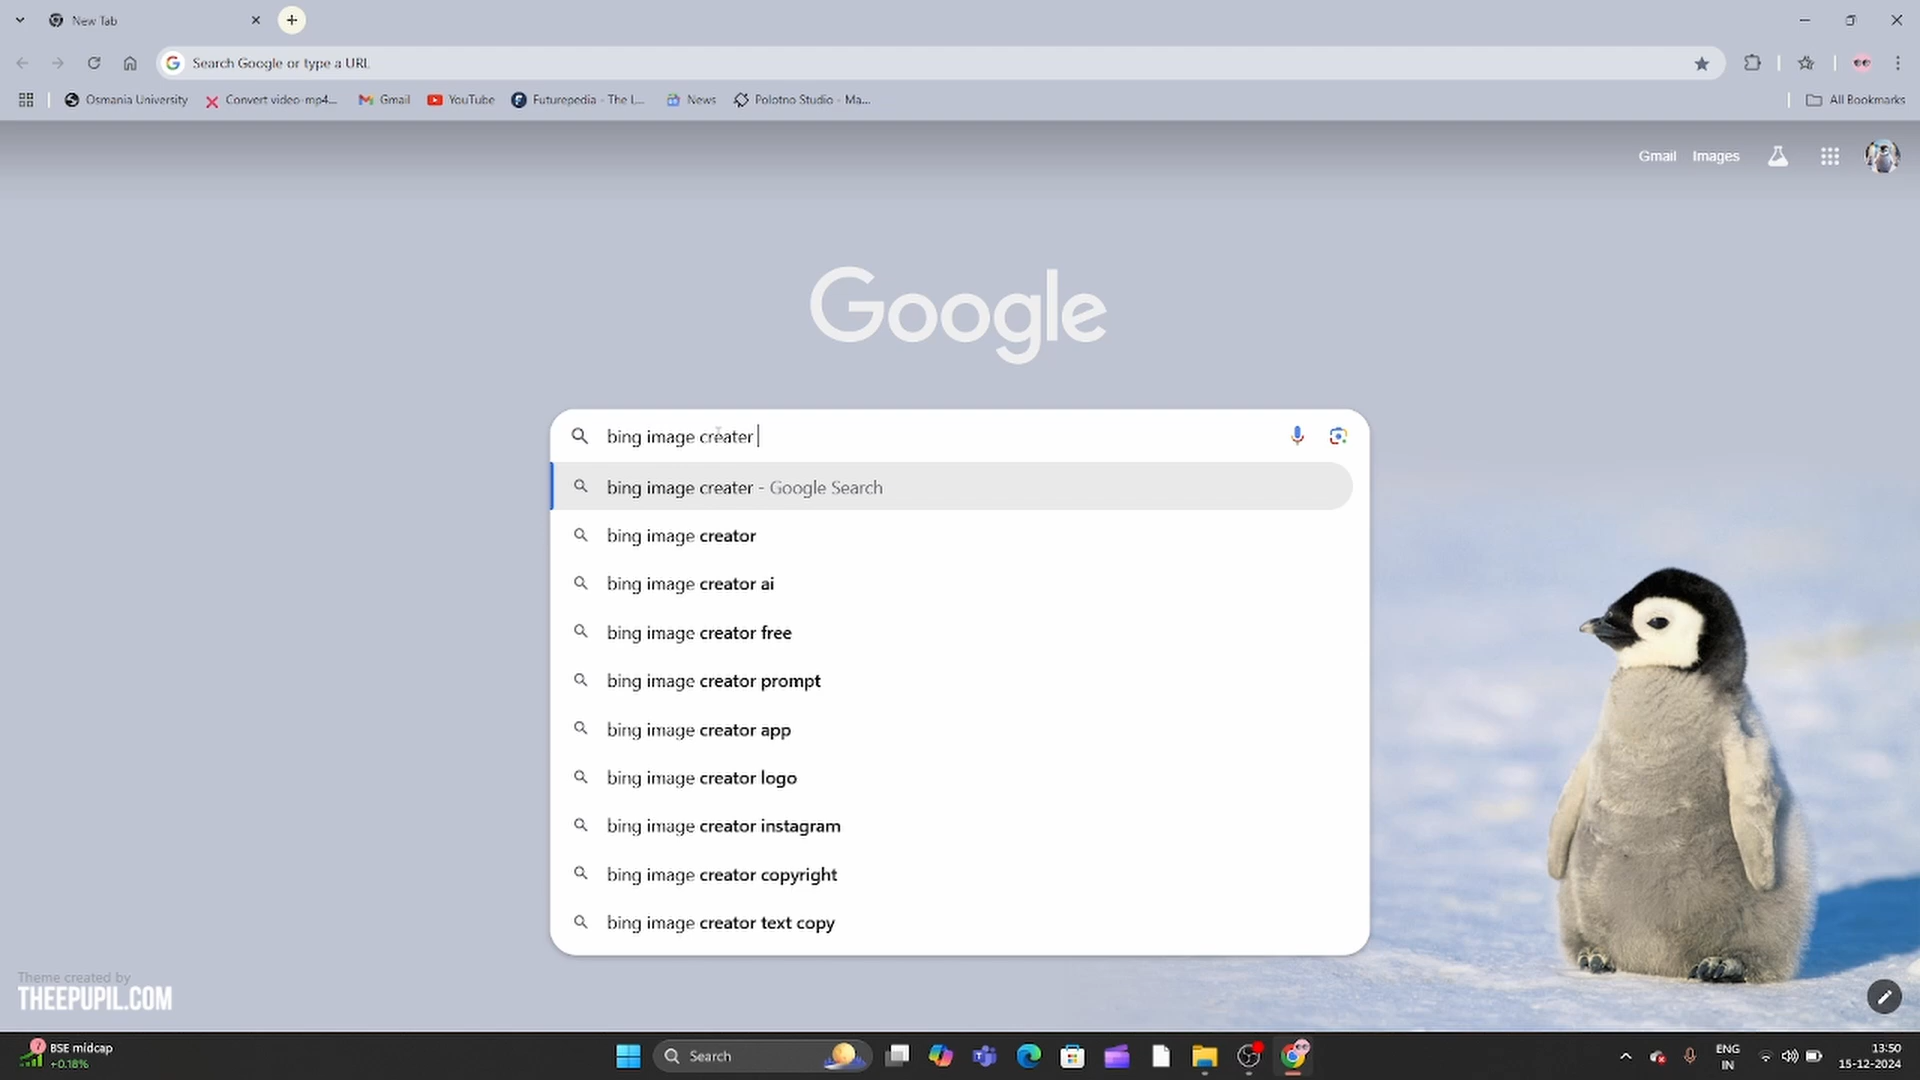 New Tab
Search Google or type a URL
Osmania University
Convert video-mp4...
Gmail
YouTube
Futurepedia - The L...
News
Polotno Studio - Ma...
All Bookmarks
Gmail
Images
Google
bing image creater
bing image creater - Google Search
bing image creator
bing image creator ai
bing image creator free
bing image creator prompt
bing image creator app
bing image creator logo
bing image creator instagram
bing image creator copyright
bing image creator text copy
Theme created by
THEEPUPIL.COM
7
BSE midcap
+0.18%
Search
ENG
IN
13:50
15-12-2024